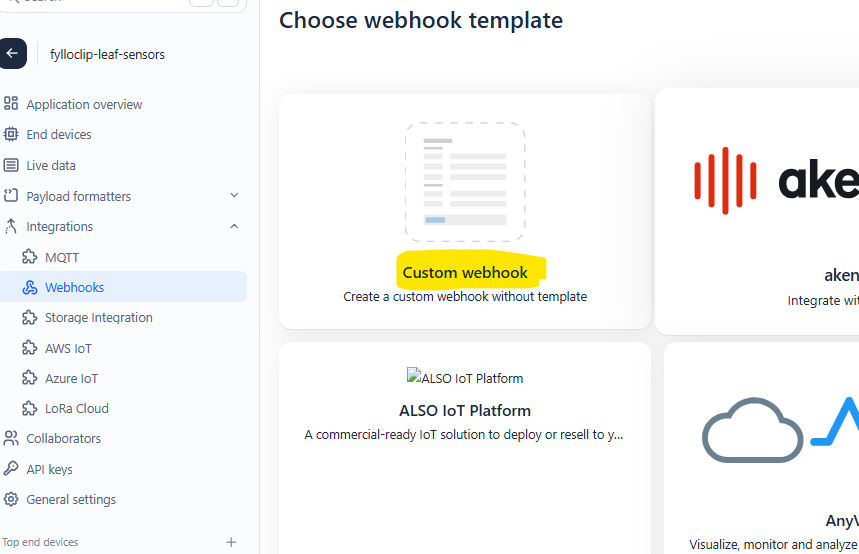 Choose webhook template
fylloclip-leaf-sensors
Application overview
End devices
Live data
Payload formatters
Integrations
MQTT
Webhooks
Storage Integration
AWS IoT
Azure IoT
LoRa Cloud
Collaborators
API keys
General settings
Top end devices
Custom webhook
Create a custom webhook without template
ake
aken
Integrate wit
ALSO IoT Platform
ALSO IoT Platform
A commercial-ready IoT solution to deploy or resell to y...
AnyV
Visualize, monitor and analyze